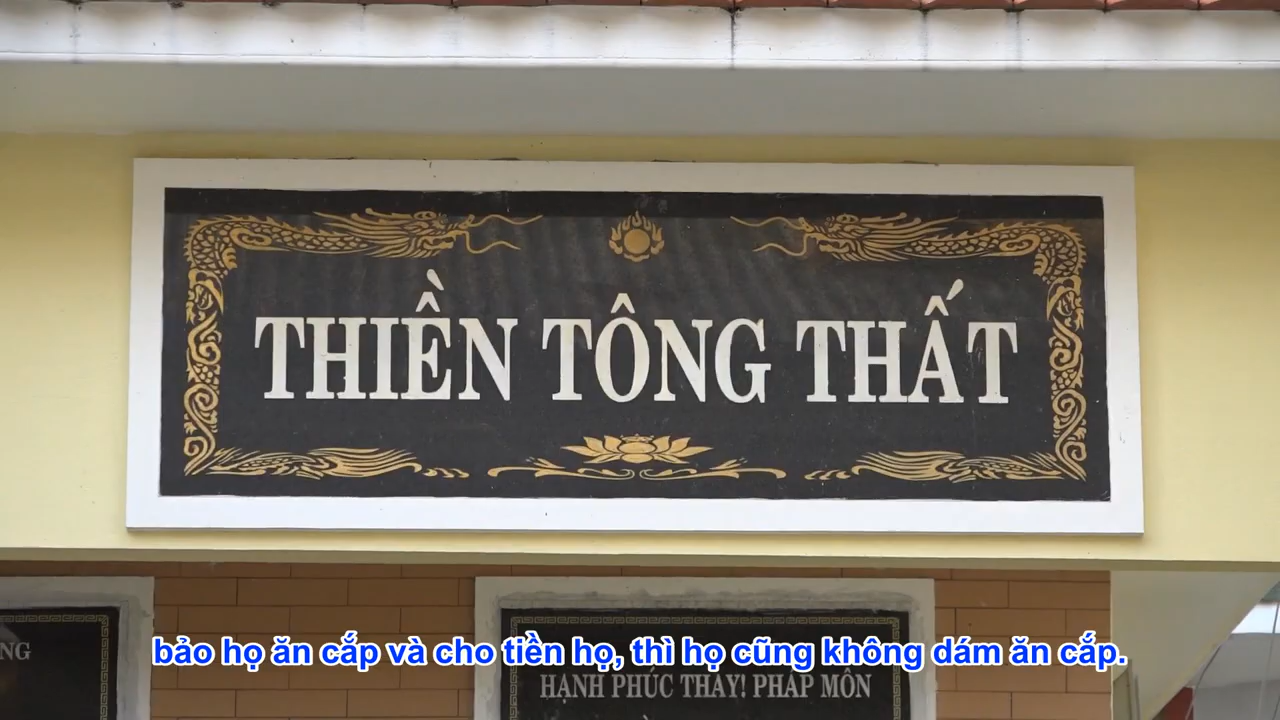 THIỀN TÔNG THẤT
NG
bảo họ ăn cắp và cho tiền họ, thì họ cũng không dám ăn cắp.
HẠNH PHÚC THAY! PHÁP MÔN